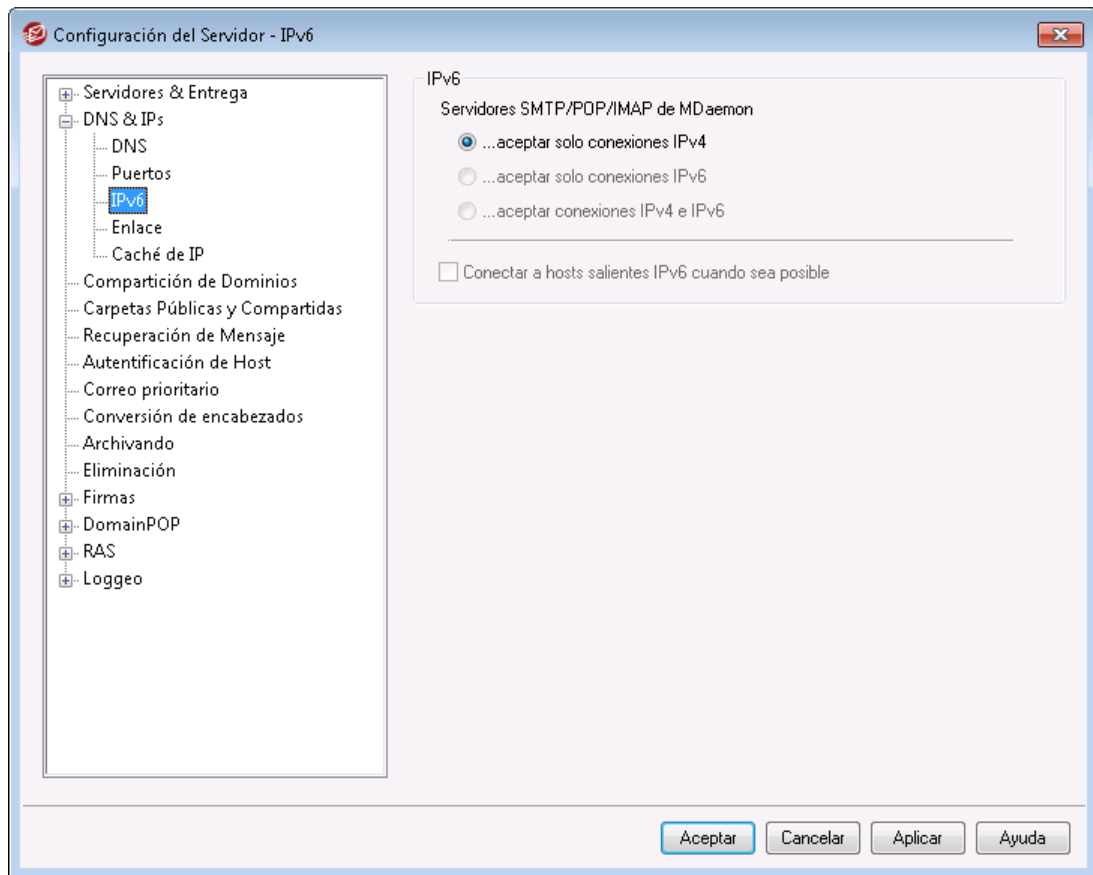 Configuración del Servidor - IPv6
Servidores & Entrega
DNS & IPs
DNS
Puertos
IPv6
Enlace
Caché de IP
Compartición de Dominios
Carpetas Públicas y Compartidas
Recuperación de Mensaje
Autentificación de Host
Correo prioritario
Conversión de encabezados
Archivando
Eliminación
Firmas
DomainPOP
RAS
Loggeo
IPv6
Servidores SMTP/POP/IMAP de MDaemon
...aceptar solo conexiones IPv4
...aceptar solo conexiones IPv6
...aceptar conexiones IPv4 e IPv6
Conectar a hosts salientes IPv6 cuando sea posible
Aceptar Cancelar Aplicar Ayuda